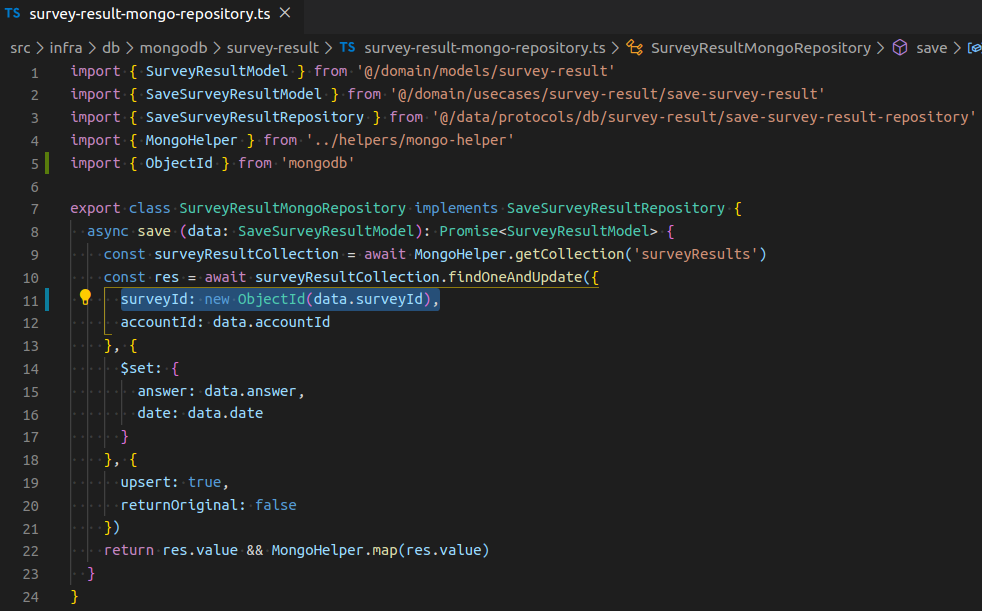 TS survey-result-mongo-repository.ts ×
src > infra > db > mongodb > survey-result > TS survey-result-mongo-repository.ts > SurveyResultMongoRepository > save >
1 import { SurveyResultModel } from '@/domain/models/survey-result'
2 import { SaveSurveyResultModel } from '@/domain/usecases/survey-result/save-survey-result'
3 import { SaveSurveyResultRepository } from '@/data/protocols/db/survey-result/save-survey-result-repository'
4 import { MongoHelper } from '../helpers/mongo-helper'
5 import { ObjectId } from 'mongodb'
6
7 export class SurveyResultMongoRepository implements SaveSurveyResultRepository {
8 async save (data: SaveSurveyResultModel): Promise<SurveyResultModel> {
9 const surveyResultCollection = await MongoHelper.getCollection('surveyResults')
10 const res = await surveyResultCollection.findOneAndUpdate({
11 surveyId: new ObjectId(data.surveyId),
12 accountId: data.accountId
13 }, {
14 $set: {
15 answer: data.answer,
16 date: data.date
17 }
18 }, {
19 upsert: true,
20 returnOriginal: false
21 })
22 return res.value && MongoHelper.map(res.value)
23 }
24 }